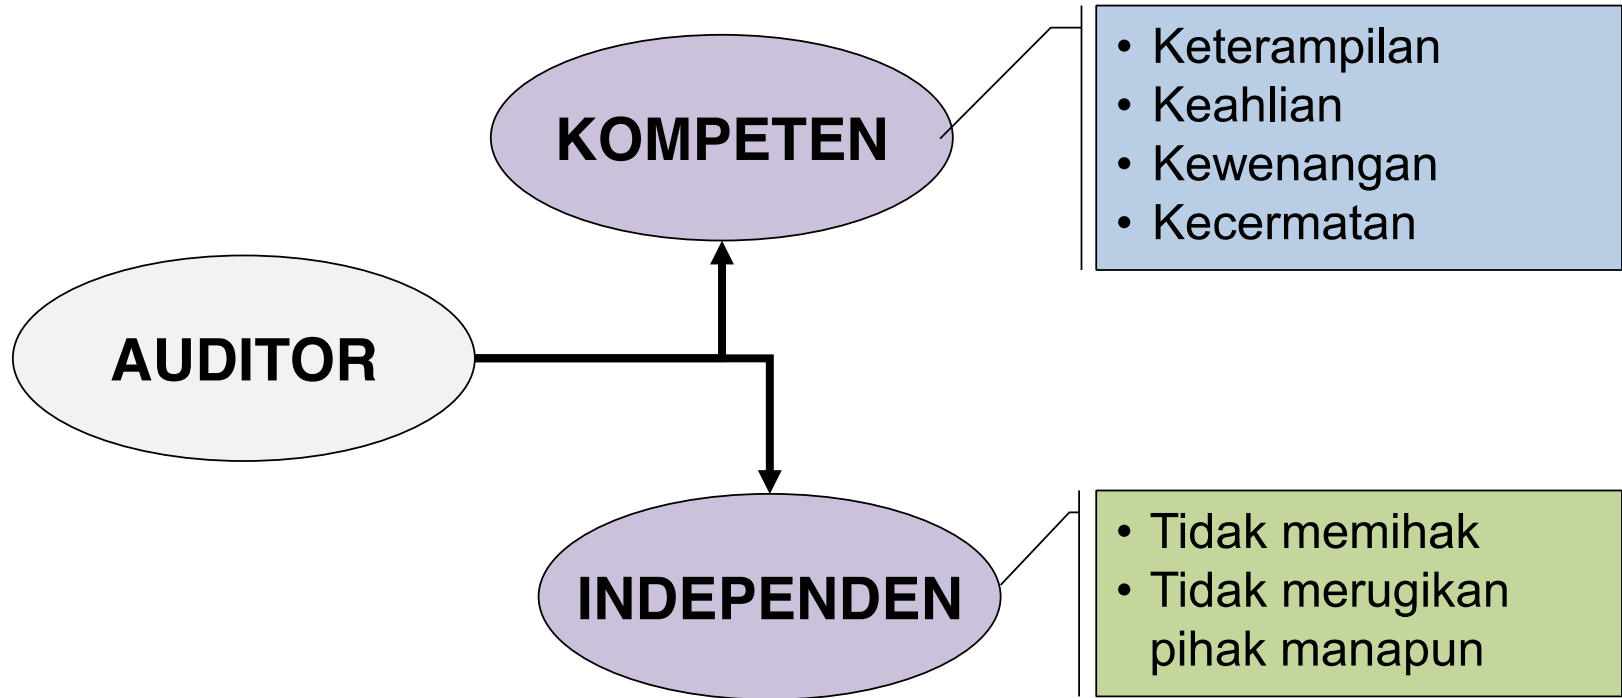 KOMPETEN
• Keterampilan
• Keahlian
• Kewenangan
• Kecermatan
AUDITOR
INDEPENDEN
• Tidak memihak
• Tidak merugikan
pihak manapun